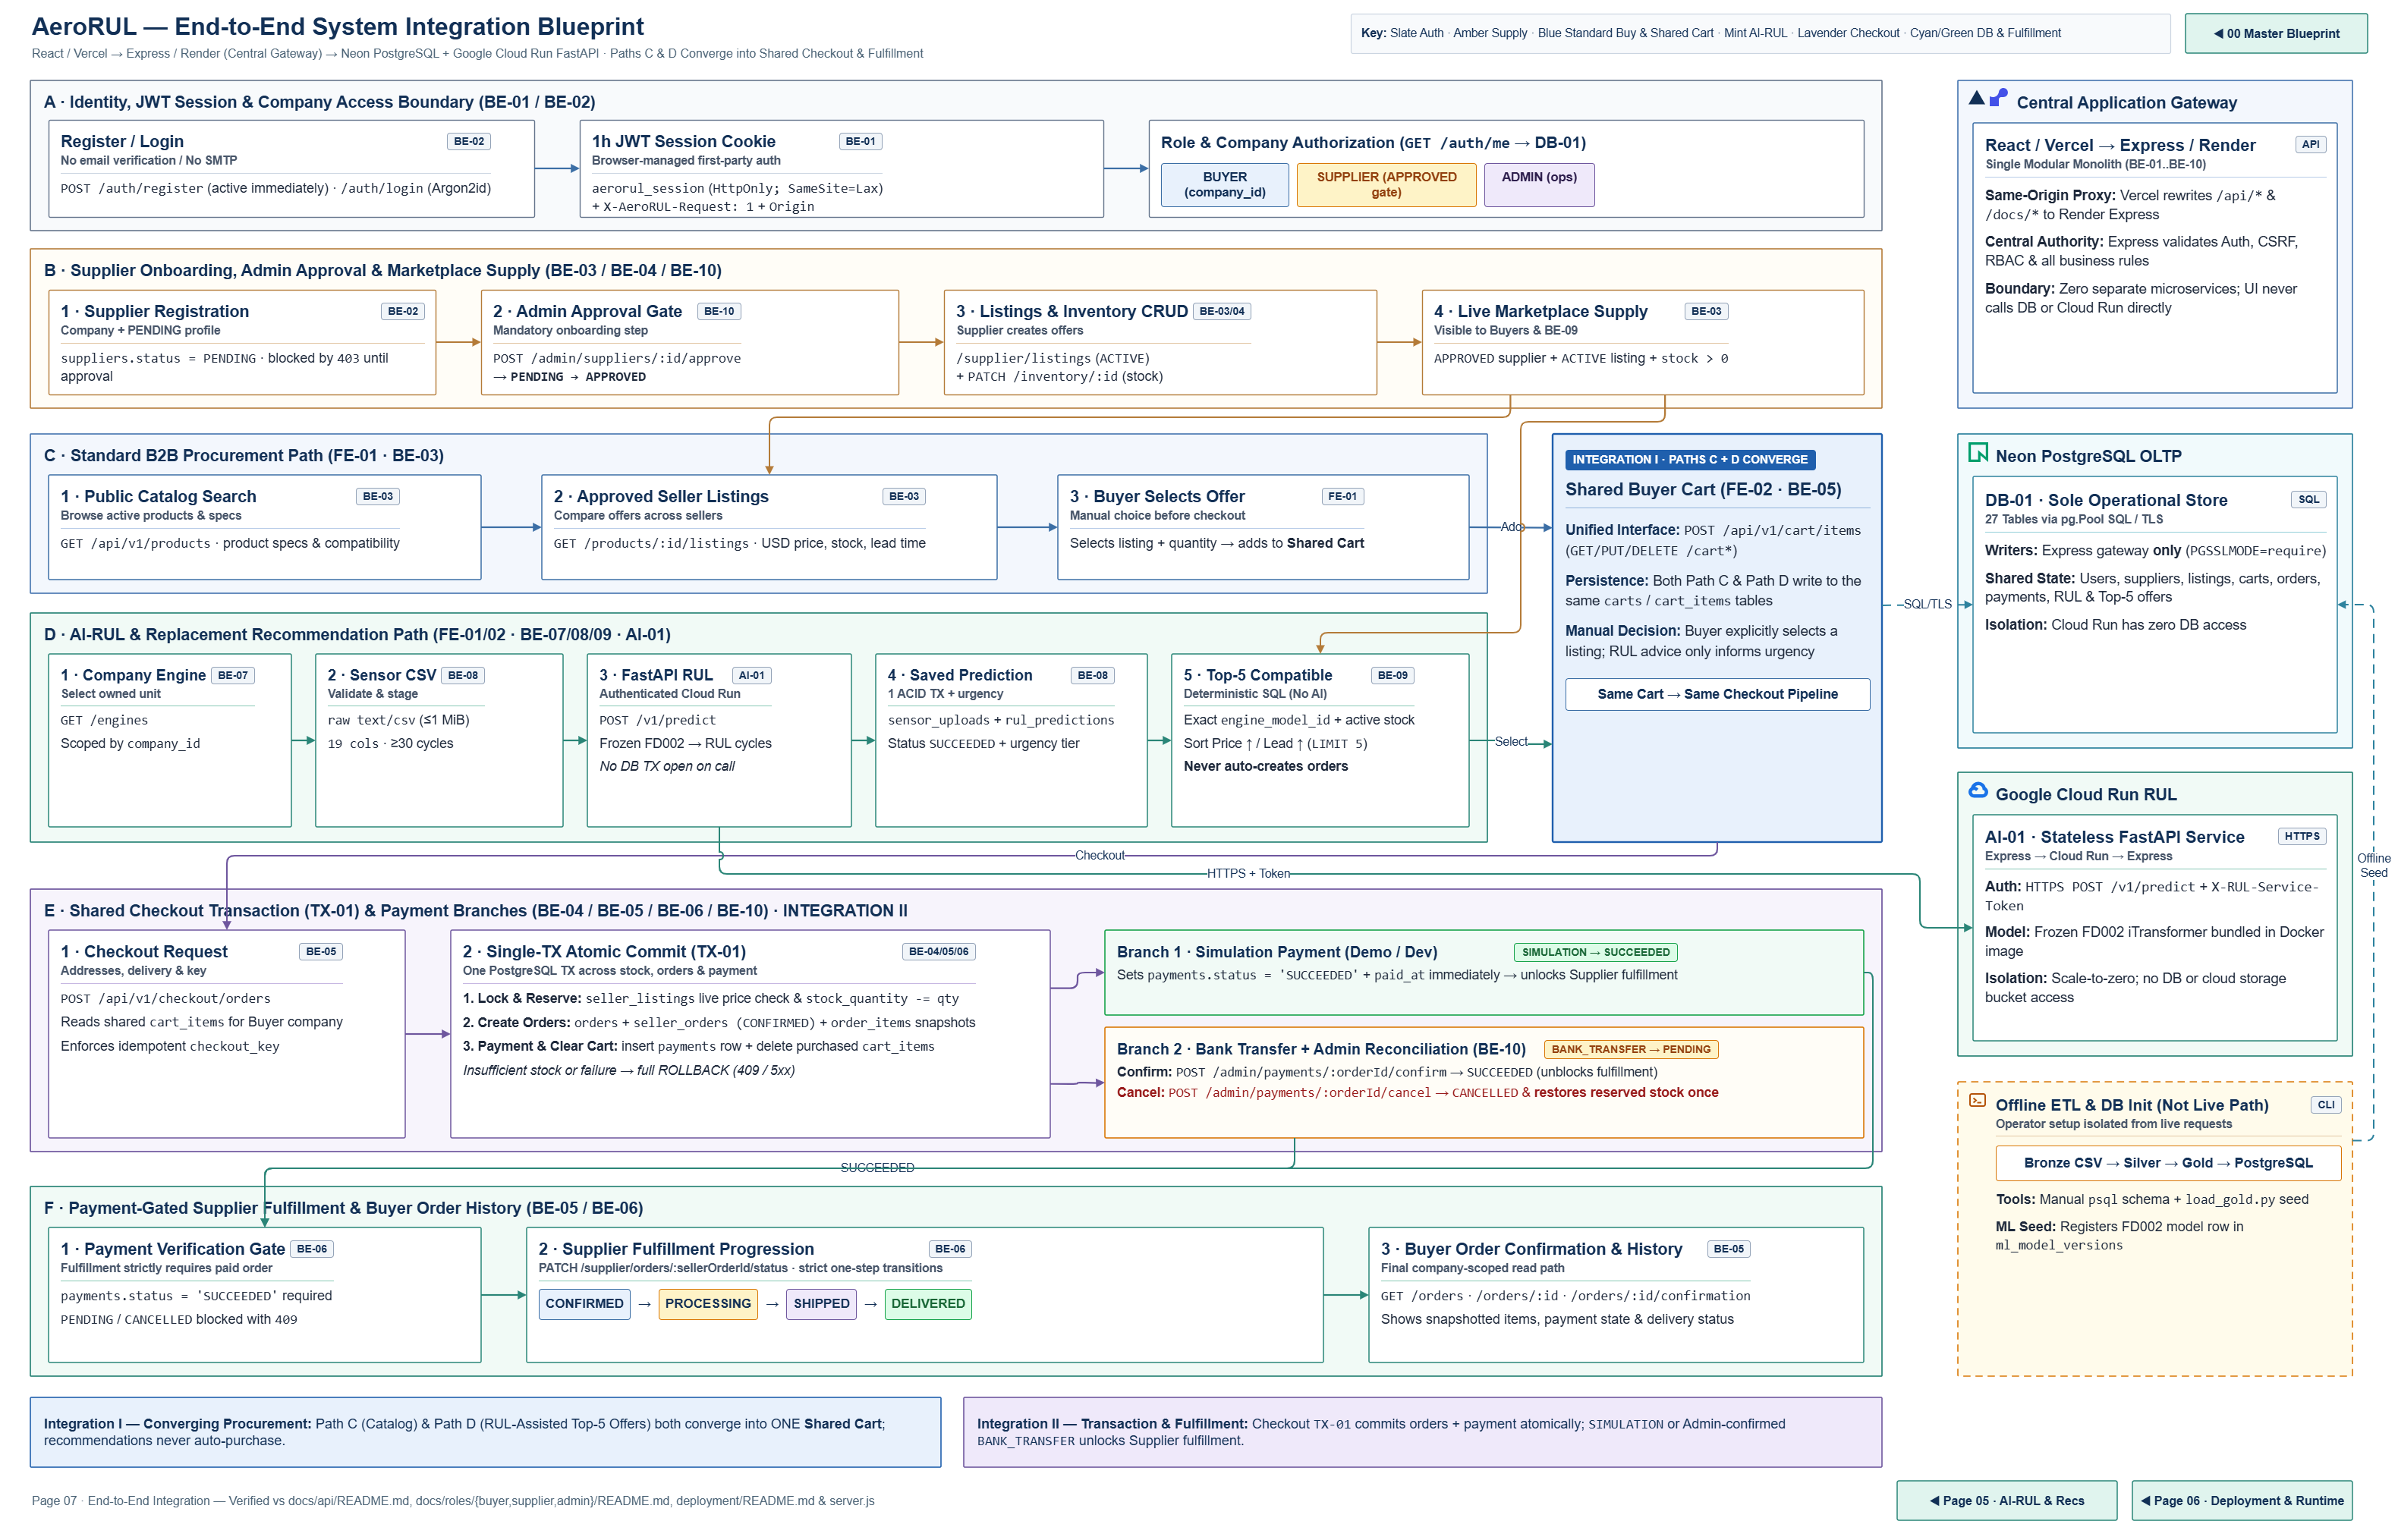 AeroRUL — End-to-End System Integration Blueprint
React / Vercel → Express / Render (Central Gateway) → Neon PostgreSQL + Google Cloud Run FastAPI · Paths C & D Converge into Shared Checkout & Fulfillment
Key: Slate Auth · Amber Supply · Blue Standard Buy & Shared Cart · Mint AI-RUL · Lavender Checkout · Cyan/Green DB & Fulfillment
◀ 00 Master Blueprint
A · Identity, JWT Session & Company Access Boundary (BE-01 / BE-02)
Register / Login
BE-02
No email verification / No SMTP
POST /auth/register (active immediately) · /auth/login (Argon2id)
1h JWT Session Cookie
BE-01
Browser-managed first-party auth
aerorul_session (HttpOnly; SameSite=Lax)
+ X-AeroRUL-Request: 1 + Origin
Role & Company Authorization (GET /auth/me → DB-01)
BUYER
(company_id)
SUPPLIER (APPROVED
gate)
ADMIN (ops)
B · Supplier Onboarding, Admin Approval & Marketplace Supply (BE-03 / BE-04 / BE-10)
1 · Supplier Registration
BE-02
Company + PENDING profile
suppliers.status = PENDING · blocked by 403 until
approval
2 · Admin Approval Gate
BE-10
Mandatory onboarding step
POST /admin/suppliers/:id/approve
→ PENDING → APPROVED
3 · Listings & Inventory CRUD
BE-03/04
Supplier creates offers
/supplier/listings (ACTIVE)
+ PATCH /inventory/:id (stock)
4 · Live Marketplace Supply
BE-03
Visible to Buyers & BE-09
APPROVED supplier + ACTIVE listing + stock > 0
C · Standard B2B Procurement Path (FE-01 · BE-03)
1 · Public Catalog Search
BE-03
Browse active products & specs
GET /api/v1/products · product specs & compatibility
2 · Approved Seller Listings
BE-03
Compare offers across sellers
GET /products/:id/listings · USD price, stock, lead time
3 · Buyer Selects Offer
FE-01
Manual choice before checkout
Selects listing + quantity → adds to Shared Cart
Add
D · AI-RUL & Replacement Recommendation Path (FE-01/02 · BE-07/08/09 · AI-01)
1 · Company Engine
BE-07
Select owned unit
GET /engines
Scoped by company_id
2 · Sensor CSV
BE-08
Validate & stage
raw text/csv (≤1 MiB)
19 cols · ≥30 cycles
3 · FastAPI RUL
AI-01
Authenticated Cloud Run
POST /v1/predict
Frozen FD002 → RUL cycles
No DB TX open on call
4 · Saved Prediction
BE-08
1 ACID TX + urgency
sensor_uploads + rul_predictions
Status SUCCEEDED + urgency tier
5 · Top-5 Compatible
BE-09
Deterministic SQL (No AI)
Exact engine_model_id + active stock
Sort Price ↑ / Lead ↑ (LIMIT 5)
Never auto-creates orders
Select
INTEGRATION I · PATHS C + D CONVERGE
Shared Buyer Cart (FE-02 · BE-05)
Unified Interface: POST /api/v1/cart/items
(GET/PUT/DELETE /cart*)
Persistence: Both Path C & Path D write to the
same carts / cart_items tables
Manual Decision: Buyer explicitly selects a
listing; RUL advice only informs urgency
Same Cart → Same Checkout Pipeline
SQL/TLS
Checkout
HTTPS + Token
E · Shared Checkout Transaction (TX-01) & Payment Branches (BE-04 / BE-05 / BE-06 / BE-10) · INTEGRATION II
1 · Checkout Request
BE-05
Addresses, delivery & key
POST /api/v1/checkout/orders
Reads shared cart_items for Buyer company
Enforces idempotent checkout_key
2 · Single-TX Atomic Commit (TX-01)
BE-04/05/06
One PostgreSQL TX across stock, orders & payment
1. Lock & Reserve: seller_listings live price check & stock_quantity -= qty
2. Create Orders: orders + seller_orders (CONFIRMED) + order_items snapshots
3. Payment & Clear Cart: insert payments row + delete purchased cart_items
Insufficient stock or failure → full ROLLBACK (409 / 5xx)
Branch 1 · Simulation Payment (Demo / Dev)
SIMULATION → SUCCEEDED
Sets payments.status = 'SUCCEEDED' + paid_at immediately → unlocks Supplier fulfillment
Branch 2 · Bank Transfer + Admin Reconciliation (BE-10)
BANK_TRANSFER → PENDING
Confirm: POST /admin/payments/:orderId/confirm → SUCCEEDED (unblocks fulfillment)
Cancel: POST /admin/payments/:orderId/cancel → CANCELLED & restores reserved stock once
SUCCEEDED
F · Payment-Gated Supplier Fulfillment & Buyer Order History (BE-05 / BE-06)
1 · Payment Verification Gate
BE-06
Fulfillment strictly requires paid order
payments.status = 'SUCCEEDED' required
PENDING / CANCELLED blocked with 409
2 · Supplier Fulfillment Progression
BE-06
PATCH /supplier/orders/:sellerOrderId/status · strict one-step transitions
CONFIRMED → PROCESSING → SHIPPED → DELIVERED
3 · Buyer Order Confirmation & History
BE-05
Final company-scoped read path
GET /orders · /orders/:id · /orders/:id/confirmation
Shows snapshotted items, payment state & delivery status
Central Application Gateway
React / Vercel → Express / Render
API
Single Modular Monolith (BE-01..BE-10)
Same-Origin Proxy: Vercel rewrites /api/* &
/docs/* to Render Express
Central Authority: Express validates Auth, CSRF,
RBAC & all business rules
Boundary: Zero separate microservices; UI never
calls DB or Cloud Run directly
Neon PostgreSQL OLTP
DB-01 · Sole Operational Store
SQL
27 Tables via pg.Pool SQL / TLS
Writers: Express gateway only (PGSSLMODE=require)
Shared State: Users, suppliers, listings, carts, orders,
payments, RUL & Top-5 offers
Isolation: Cloud Run has zero DB access
Google Cloud Run RUL
AI-01 · Stateless FastAPI Service
HTTPS
Express → Cloud Run → Express
Auth: HTTPS POST /v1/predict + X-RUL-Service-
Token
Model: Frozen FD002 iTransformer bundled in Docker
image
Isolation: Scale-to-zero; no DB or cloud storage
bucket access
Offline
Seed
Offline ETL & DB Init (Not Live Path)
CLI
Operator setup isolated from live requests
Bronze CSV → Silver → Gold → PostgreSQL
Tools: Manual psql schema + load_gold.py seed
ML Seed: Registers FD002 model row in
ml_model_versions
Integration I — Converging Procurement: Path C (Catalog) & Path D (RUL-Assisted Top-5 Offers) both converge into ONE Shared Cart;
recommendations never auto-purchase.
Integration II — Transaction & Fulfillment: Checkout TX-01 commits orders + payment atomically; SIMULATION or Admin-confirmed
BANK_TRANSFER unlocks Supplier fulfillment.
Page 07 · End-to-End Integration — Verified vs docs/api/README.md, docs/roles/{buyer,supplier,admin}/README.md, deployment/README.md & server.js
◀ Page 05 · AI-RUL & Recs
◀ Page 06 · Deployment & Runtime